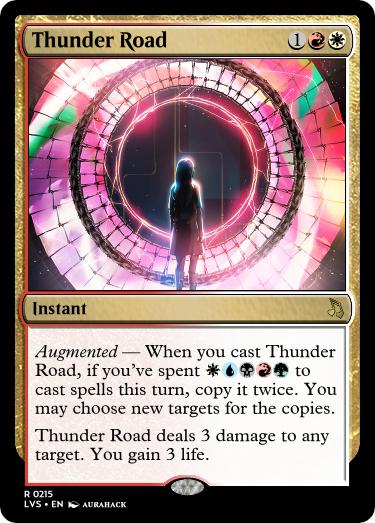 Thunder Road 1
Instant
Augmented — When you cast Thunder
Road, if you've spent to
cast spells this turn, copy it twice. You
may choose new targets for the copies.
Thunder Road deals 3 damage to any
target. You gain 3 life.
R 0215
LVS • EN AURAHACK